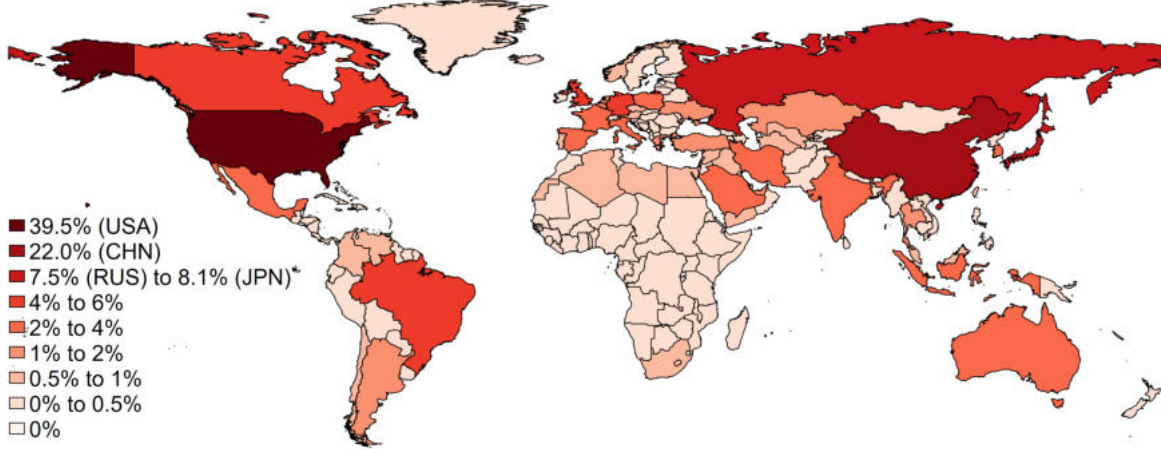 39.5% (USA)
22.0% (CHN)
7.5% (RUS) to 8.1% (JPN)
4% to 6%
2% to 4%
1% to 2%
0.5% to 1%
0% to 0.5%
0%